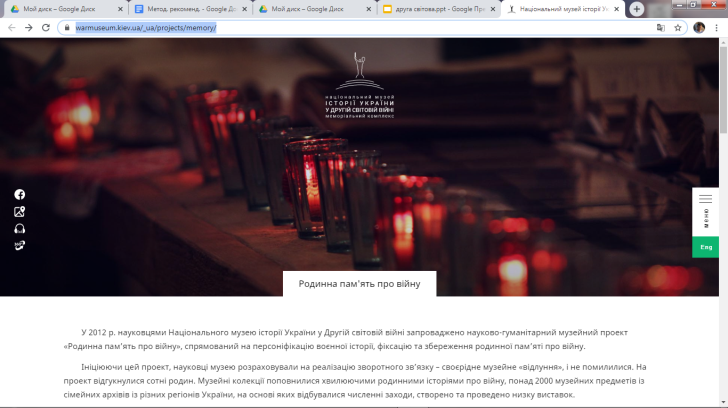 Мой диск – Google Диск
Метод. рекоменд. - Google До
Мой диск – Google Диск
друга світова.ppt - Google Пр
Національний музей історії Ук
warmuseum.kiev.ua/_ua/projects/memory/
національний музей
ІСТОРІЇ УКРАЇНИ
У ДРУГІЙ СВІТОВІЙ ВІЙНІ
меморіальний комплекс
меню
Eng
Родинна пам'ять про війну
У 2012 р. науковцями Національного музею історії України у Другій світовій війні запроваджено науково-гуманітарний музейний проект
«Родинна пам'ять про війну», спрямований на персоніфікацію воєнної історії, фіксацію та збереження родинної пам'яті про війну.
Ініціюючи цей проект, науковці музею розраховували на реалізацію зворотного зв'язку – своєрідне музейне «відлуння», і не помилилися. На
проект відгукнулися сотні родин. Музейні колекції поповнилися хвилюючими родинними історіями про війну, понад 2000 музейних предметів із
сімейних архівів із різних регіонів України, на основі яких відбувалися численні заходи, створено та проведено низку виставок.